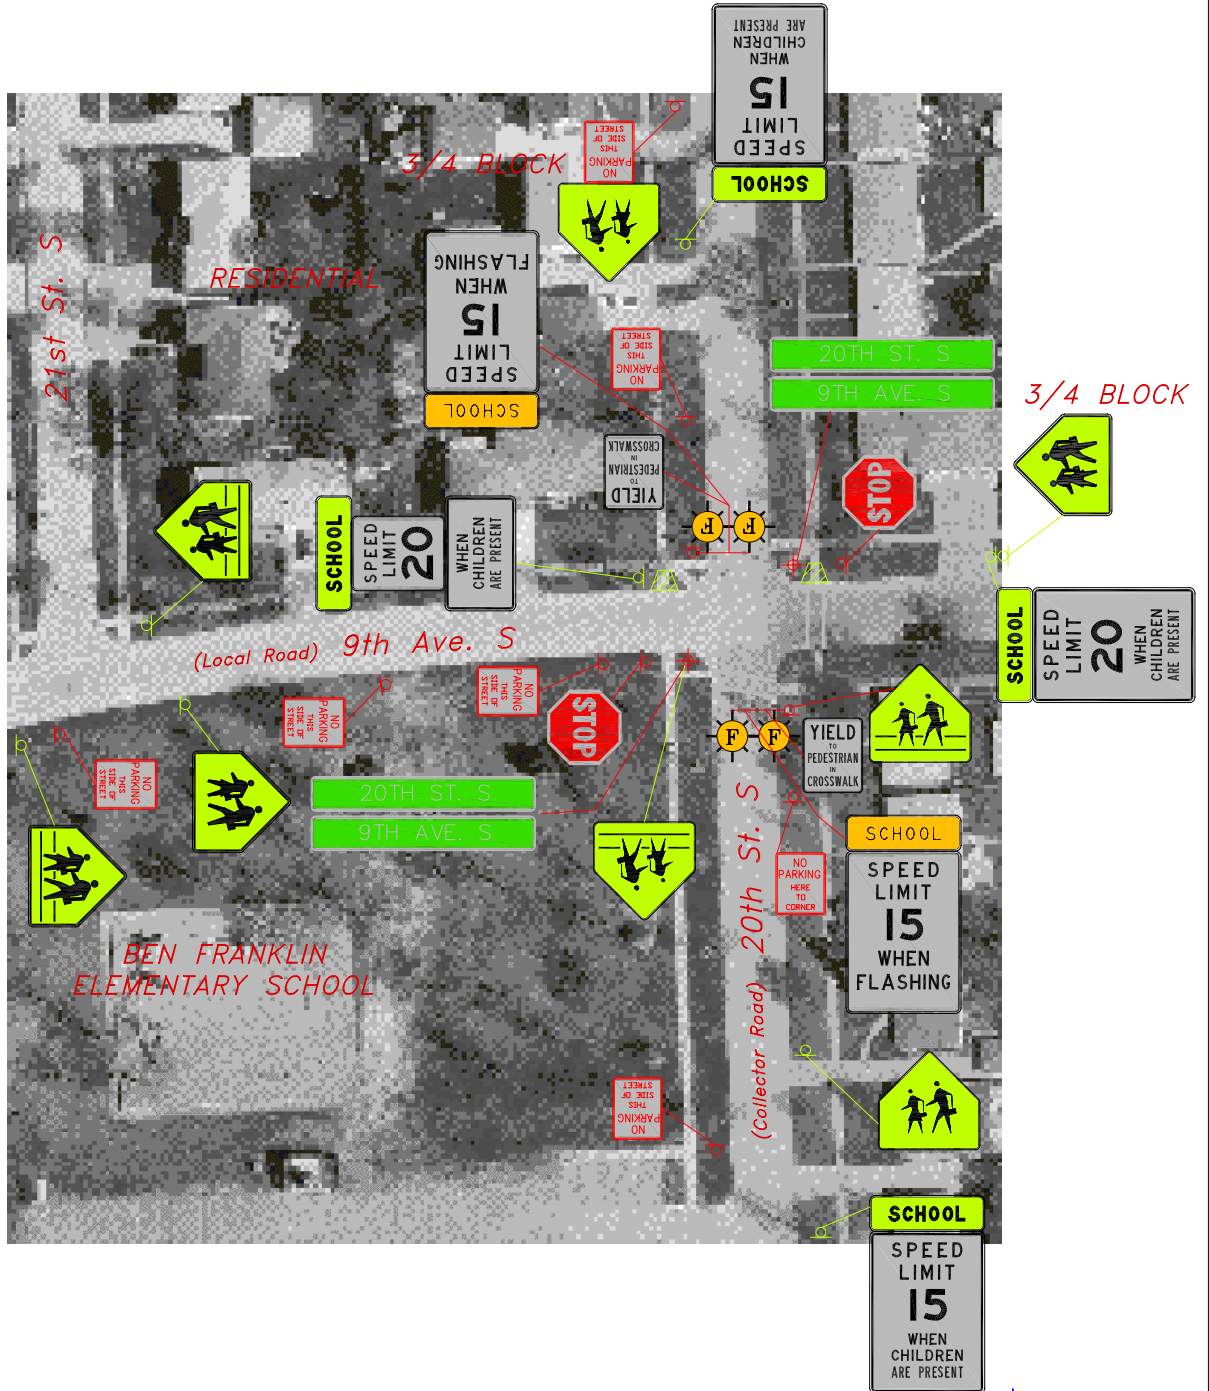 SPEED
LIMIT
15
WHEN
CHILDREN
ARE PRESENT
SCHOOL
NO
PARKING
THIS
SIDE OF
STREET
3/4 BLOCK
21st St. S
RESIDENTIAL
SCHOOL
SPEED
LIMIT
15
WHEN
FLASHING
NO
PARKING
THIS
SIDE OF
STREET
20TH ST. S
9TH AVE. S
3/4 BLOCK
YIELD
TO
PEDESTRIAN
IN
CROSSWALK
STOP
F
F
SCHOOL
SPEED
LIMIT
20
WHEN
CHILDREN
ARE PRESENT
SCHOOL
SPEED
LIMIT
20
WHEN
CHILDREN
ARE PRESENT
(Local Road) 9th Ave. S
NO
PARKING
THIS
SIDE OF
STREET
NO
PARKING
THIS
SIDE OF
STREET
NO
PARKING
THIS
SIDE OF
STREET
STOP
F
F
YIELD
TO
PEDESTRIAN
IN
CROSSWALK
20TH ST. S
9TH AVE. S
(Collector Road) 20th St. S
SCHOOL
SPEED
LIMIT
15
WHEN
FLASHING
NO
PARKING
HERE
TO
CORNER
BEN FRANKLIN
ELEMENTARY SCHOOL
NO
PARKING
THIS
SIDE OF
STREET
SCHOOL
SPEED
LIMIT
15
WHEN
CHILDREN
ARE PRESENT